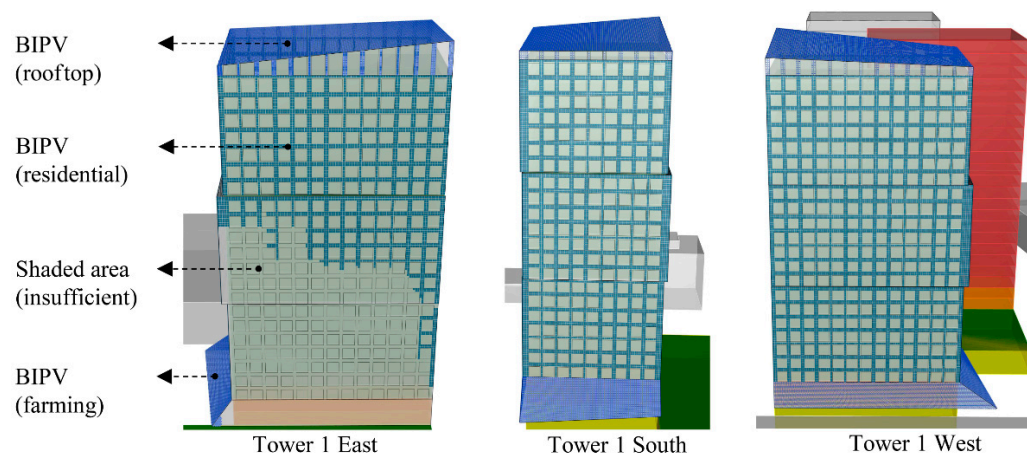 BIPV
(rooftop)
BIPV
(residential)
Shaded area
(insufficient)
BIPV
(farming)
Tower 1 East
Tower 1 South
Tower 1 West